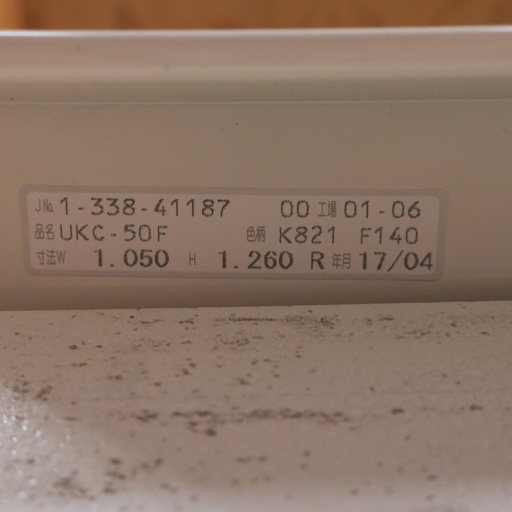 J№ 1-338-41187 00 工場 01-06
品名 UKC-50F 色柄 K821 F140
寸法W 1.050 H 1.260 R 年月 17/04